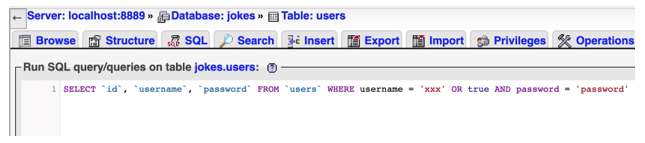 ← Server: localhost:8889 » Database: jokes » Table: users
Browse Structure SQL Search Insert Export Import Privileges Operations
Run SQL query/queries on table jokes.users:
1 SELECT `id`, `username`, `password` FROM `users` WHERE username = 'xxx' OR true AND password = 'password'